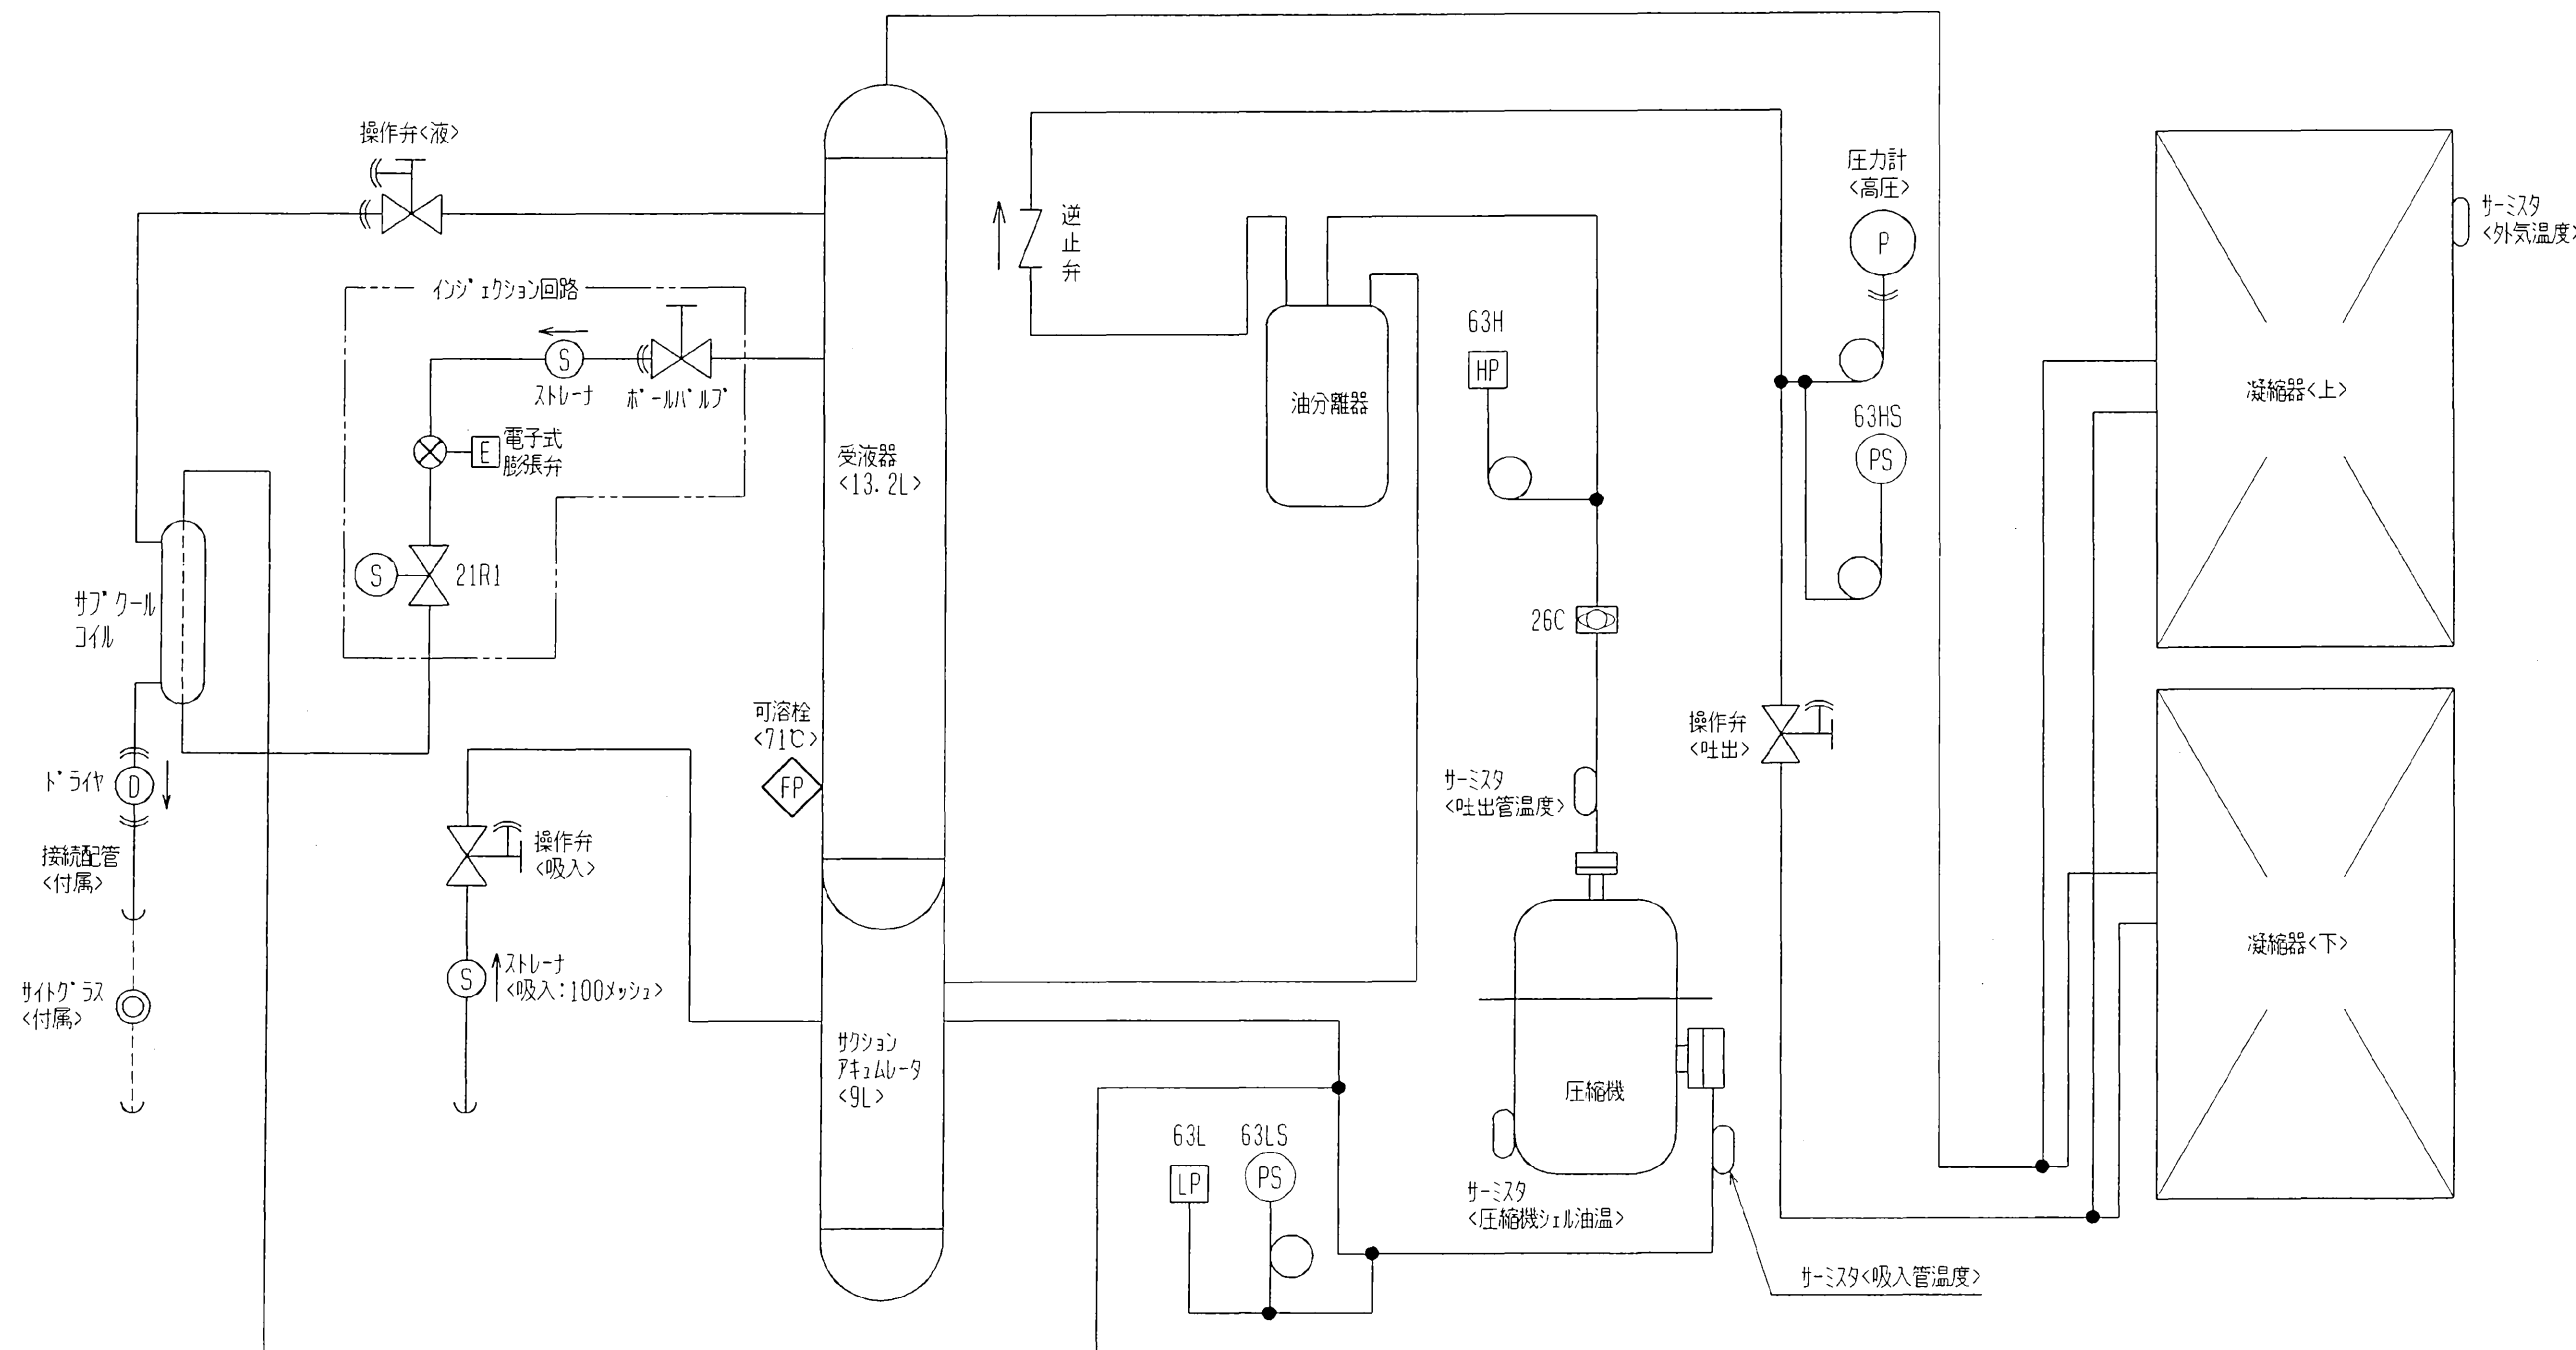 操作弁<液>
インジェクション回路
S
ストレーナ
ボールバルブ
E
電子式
膨張弁
S
21R1
サブクール
コイル
ドライヤ
D
接続配管
<付属>
サイトグラス
<付属>
操作弁
<吸入>
S
ストレーナ
<吸入:100メッシュ>
受液器
<13.2L>
可溶栓
<71℃>
FP
サクション
アキュムレータ
<9L>
逆止弁
油分離器
63H
HP
26C
サーミスタ
<吐出管温度>
圧縮機
サーミスタ
<圧縮機シェル油温>
63L
LP
63LS
PS
サーミスタ<吸入管温度>
圧力計
<高圧>
P
63HS
PS
操作弁
<吐出>
凝縮器<上>
サーミスタ
<外気温度>
凝縮器<下>